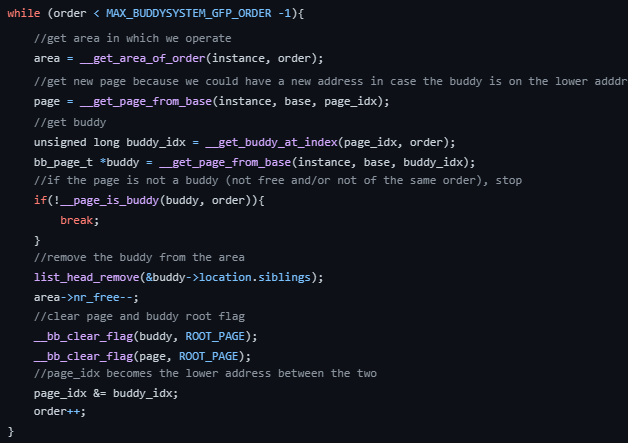 while (order < MAX_BUDDYSYSTEM_GFP_ORDER -1){
//get area in which we operate
area = __get_area_of_order(instance, order);
//get new page because we could have a new address in case the buddy is on the lower adddr
page = __get_page_from_base(instance, base, page_idx);
//get buddy
unsigned long buddy_idx = __get_buddy_at_index(page_idx, order);
bb_page_t *buddy = __get_page_from_base(instance, base, buddy_idx);
//if the page is not a buddy (not free and/or not of the same order), stop
if(!__page_is_buddy(buddy, order)){
break;
}
//remove the buddy from the area
list_head_remove(&buddy->location.siblings);
area->nr_free--;
//clear page and buddy root flag
__bb_clear_flag(buddy, ROOT_PAGE);
__bb_clear_flag(page, ROOT_PAGE);
//page_idx becomes the lower address between the two
page_idx &= buddy_idx;
order++;
}